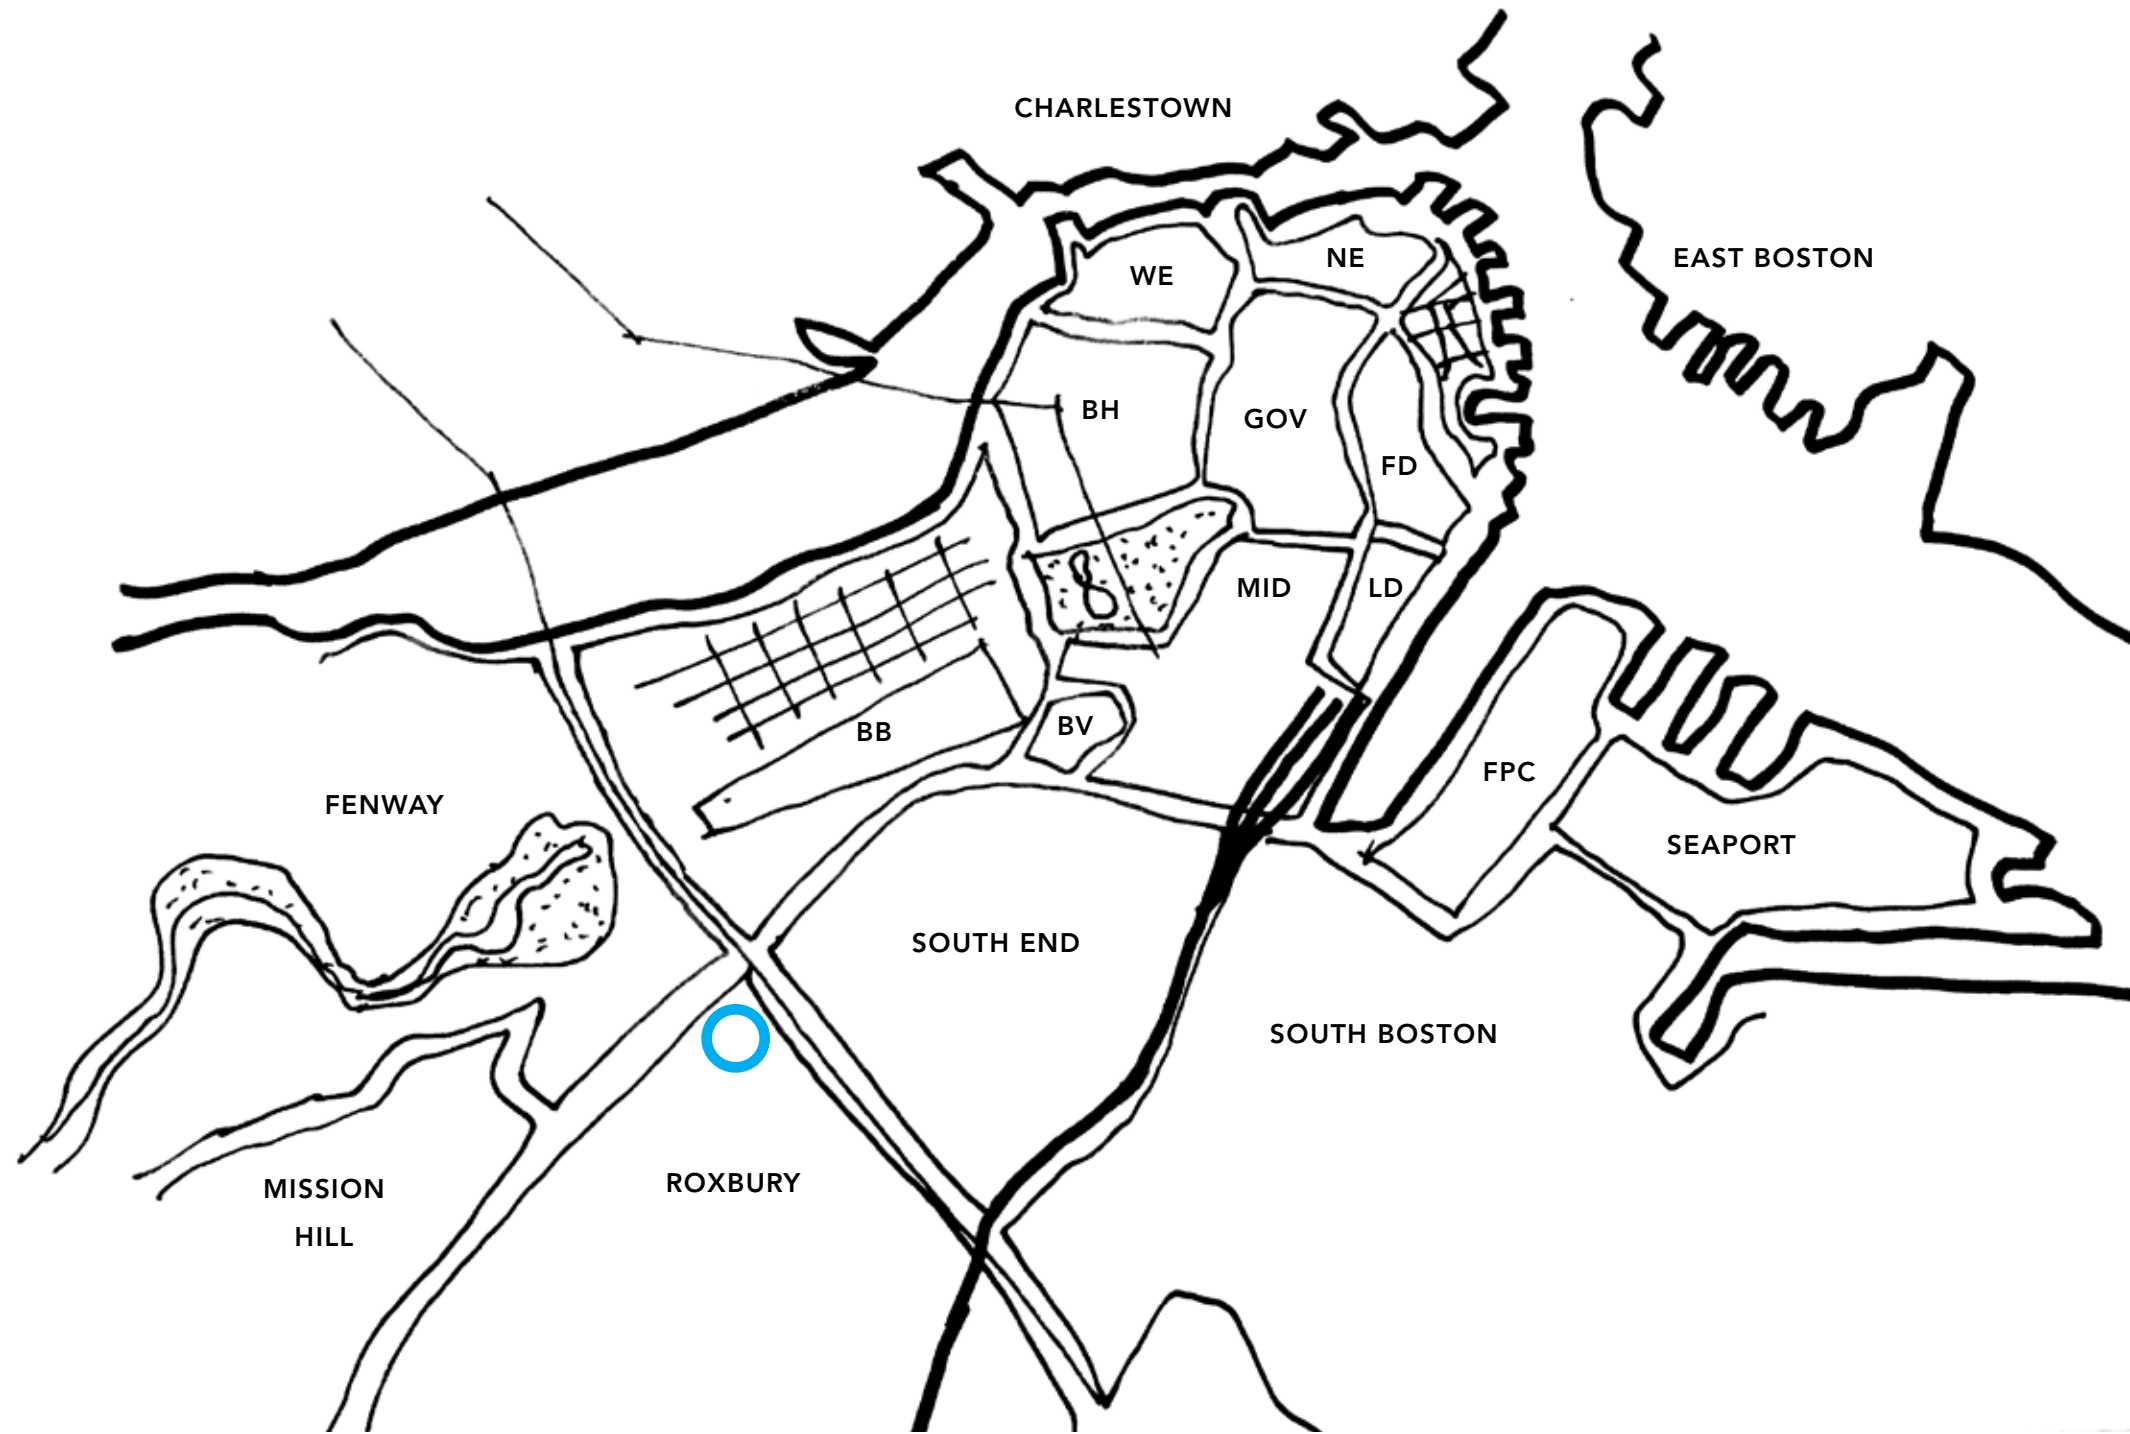 CHARLESTOWN
EAST BOSTON
NE
WE
BH
GOV
FD
MID
LD
BV
BB
FPC
FENWAY
SEAPORT
SOUTH END
SOUTH BOSTON
ROXBURY
MISSION
HILL